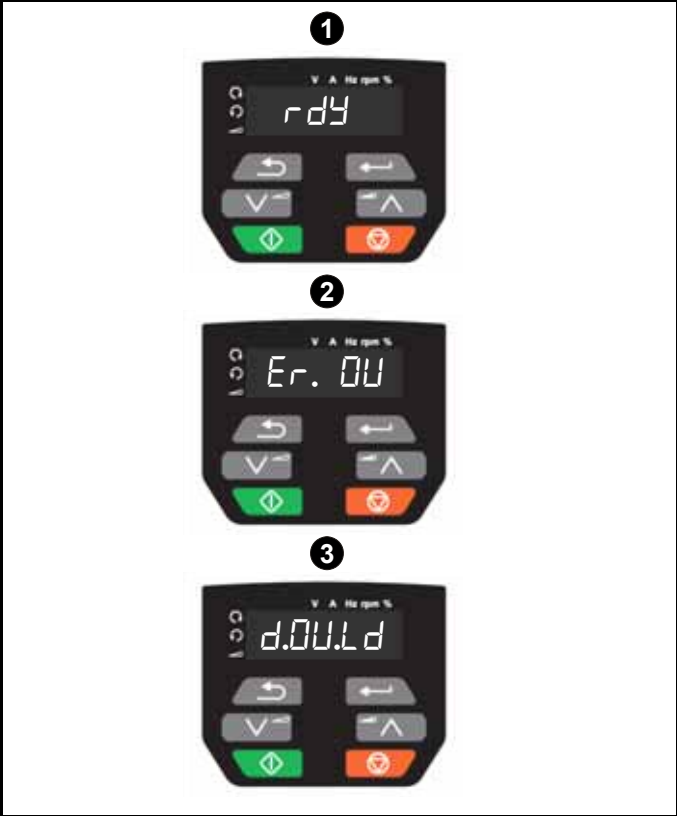 1
V A Hz rpm %
rdY
2
V A Hz rpm %
Er. OU
3
V A Hz rpm %
d.OU.Ld